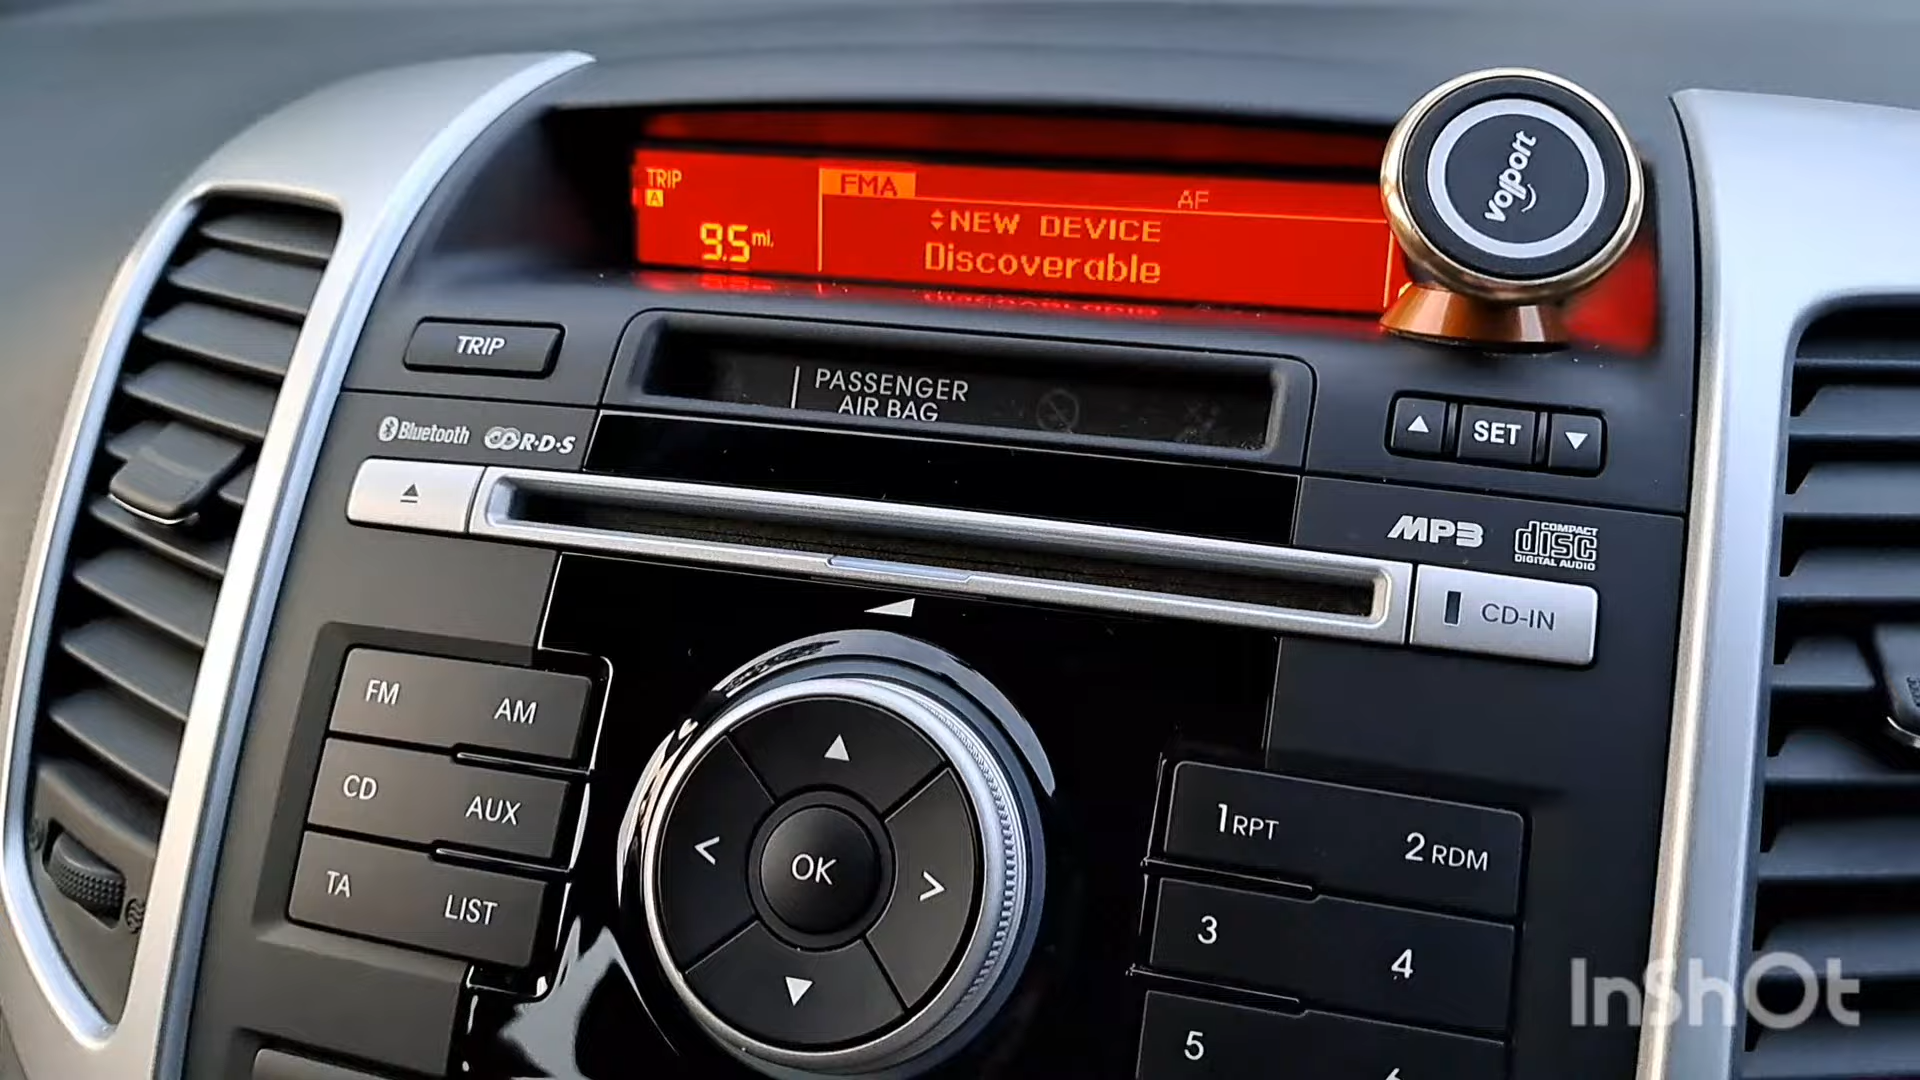 TRIP
A
9.5 mi.
FMA
AF
NEW DEVICE
Discoverable
volport
TRIP
PASSENGER
AIR BAG
SET
Bluetooth
R·D·S
MP3
COMPACT
disc
DIGITAL AUDIO
CD-IN
FM
AM
CD
AUX
TA
LIST
OK
<
>
1 RPT
2 RDM
3
4
5
InShOt